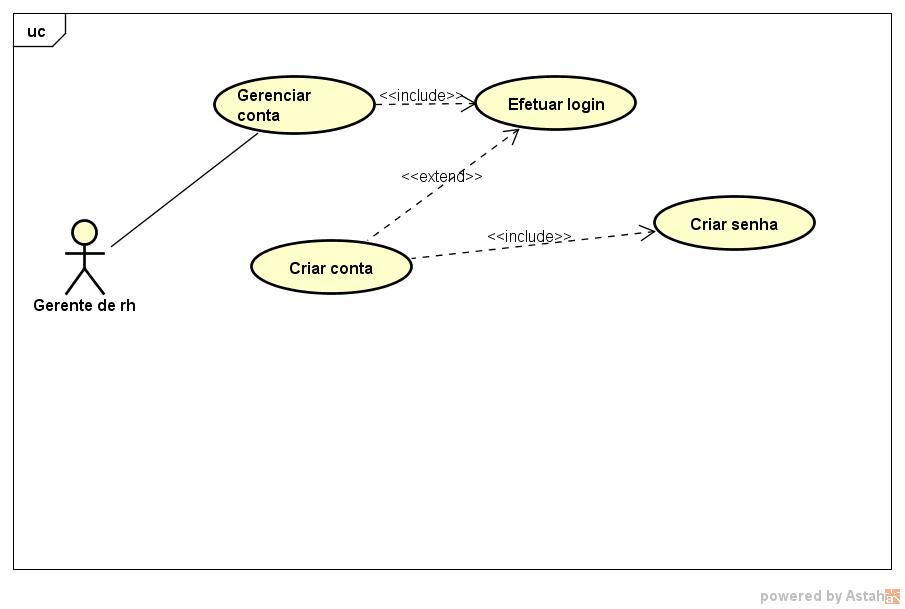 uc
Gerenciar
conta
<<include>>
Efetuar login
<<extend>>
Criar senha
<<include>>
Criar conta
Gerente de rh
powered by Astah